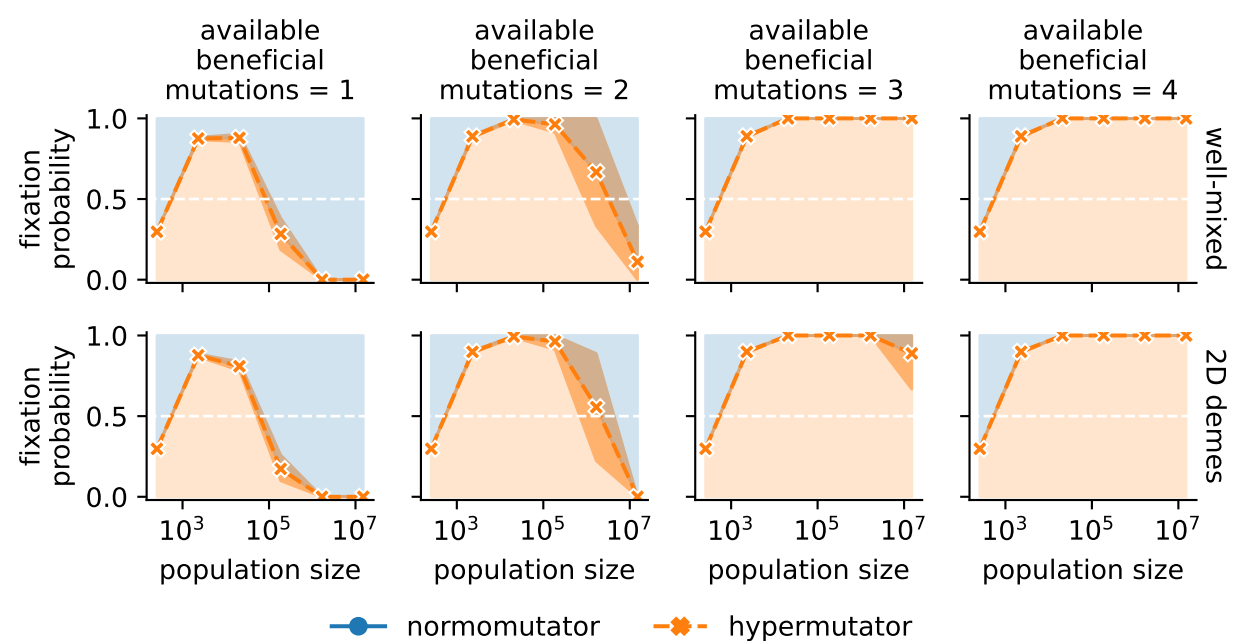 available
beneficial
mutations = 1
available
beneficial
mutations = 2
available
beneficial
mutations = 3
available
beneficial
mutations = 4
fixation
probability
1.0
0.5
0.0
well-mixed
fixation
probability
1.0
0.5
0.0
2D demes
10³ 10⁵ 10⁷
10³ 10⁵ 10⁷
10³ 10⁵ 10⁷
10³ 10⁵ 10⁷
population size
population size
population size
population size
normomutator
hypermutator